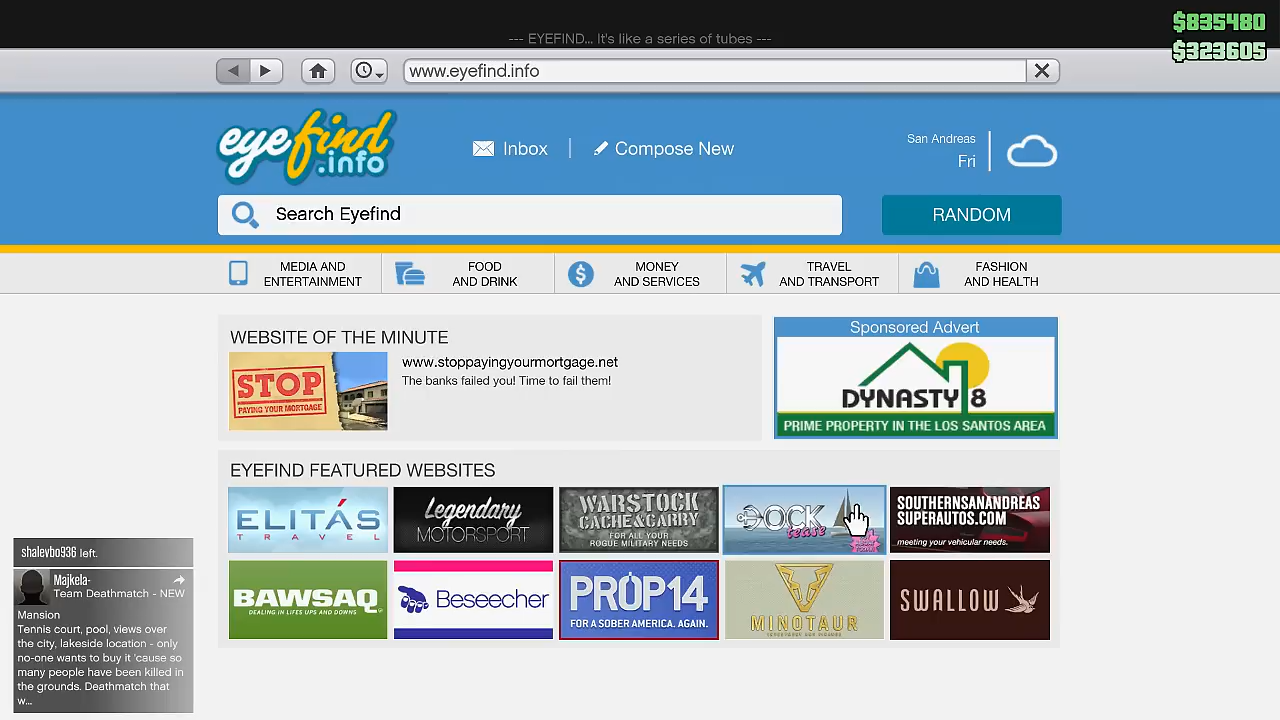 --- EYEFIND... It's like a series of tubes ---
$835480
$323605
www.eyefind.info
eyefind
.info
Inbox
Compose New
San Andreas
Fri
Search Eyefind
RANDOM
MEDIA AND
ENTERTAINMENT
FOOD
AND DRINK
MONEY
AND SERVICES
TRAVEL
AND TRANSPORT
FASHION
AND HEALTH
WEBSITE OF THE MINUTE
STOP
PAYING YOUR MORTGAGE
www.stoppayingyourmortgage.net
The banks failed you! Time to fail them!
Sponsored Advert
DYNASTY 8
PRIME PROPERTY IN THE LOS SANTOS AREA
EYEFIND FEATURED WEBSITES
ELITÁS
TRAVEL
Legendary
MOTORSPORT
WARSTOCK
CACHE&CARRY
FOR ALL YOUR
ROGUE MILITARY NEEDS
DOCK
tease
SOUTHERNSANANDREAS
SUPERAUTOS.COM
meeting your vehicular needs.
BAWSAQ
DEALING IN LIFES UPS AND DOWNS
Beseecher
PROP14
FOR A SOBER AMERICA. AGAIN.
MINOTAUR
SWALLOW
shalevbo936 left.
Majkela-
Team Deathmatch - NEW
Mansion
Tennis court, pool, views over
the city, lakeside location - only
no-one wants to buy it 'cause so
many people have been killed in
the grounds. Deathmatch that
w...